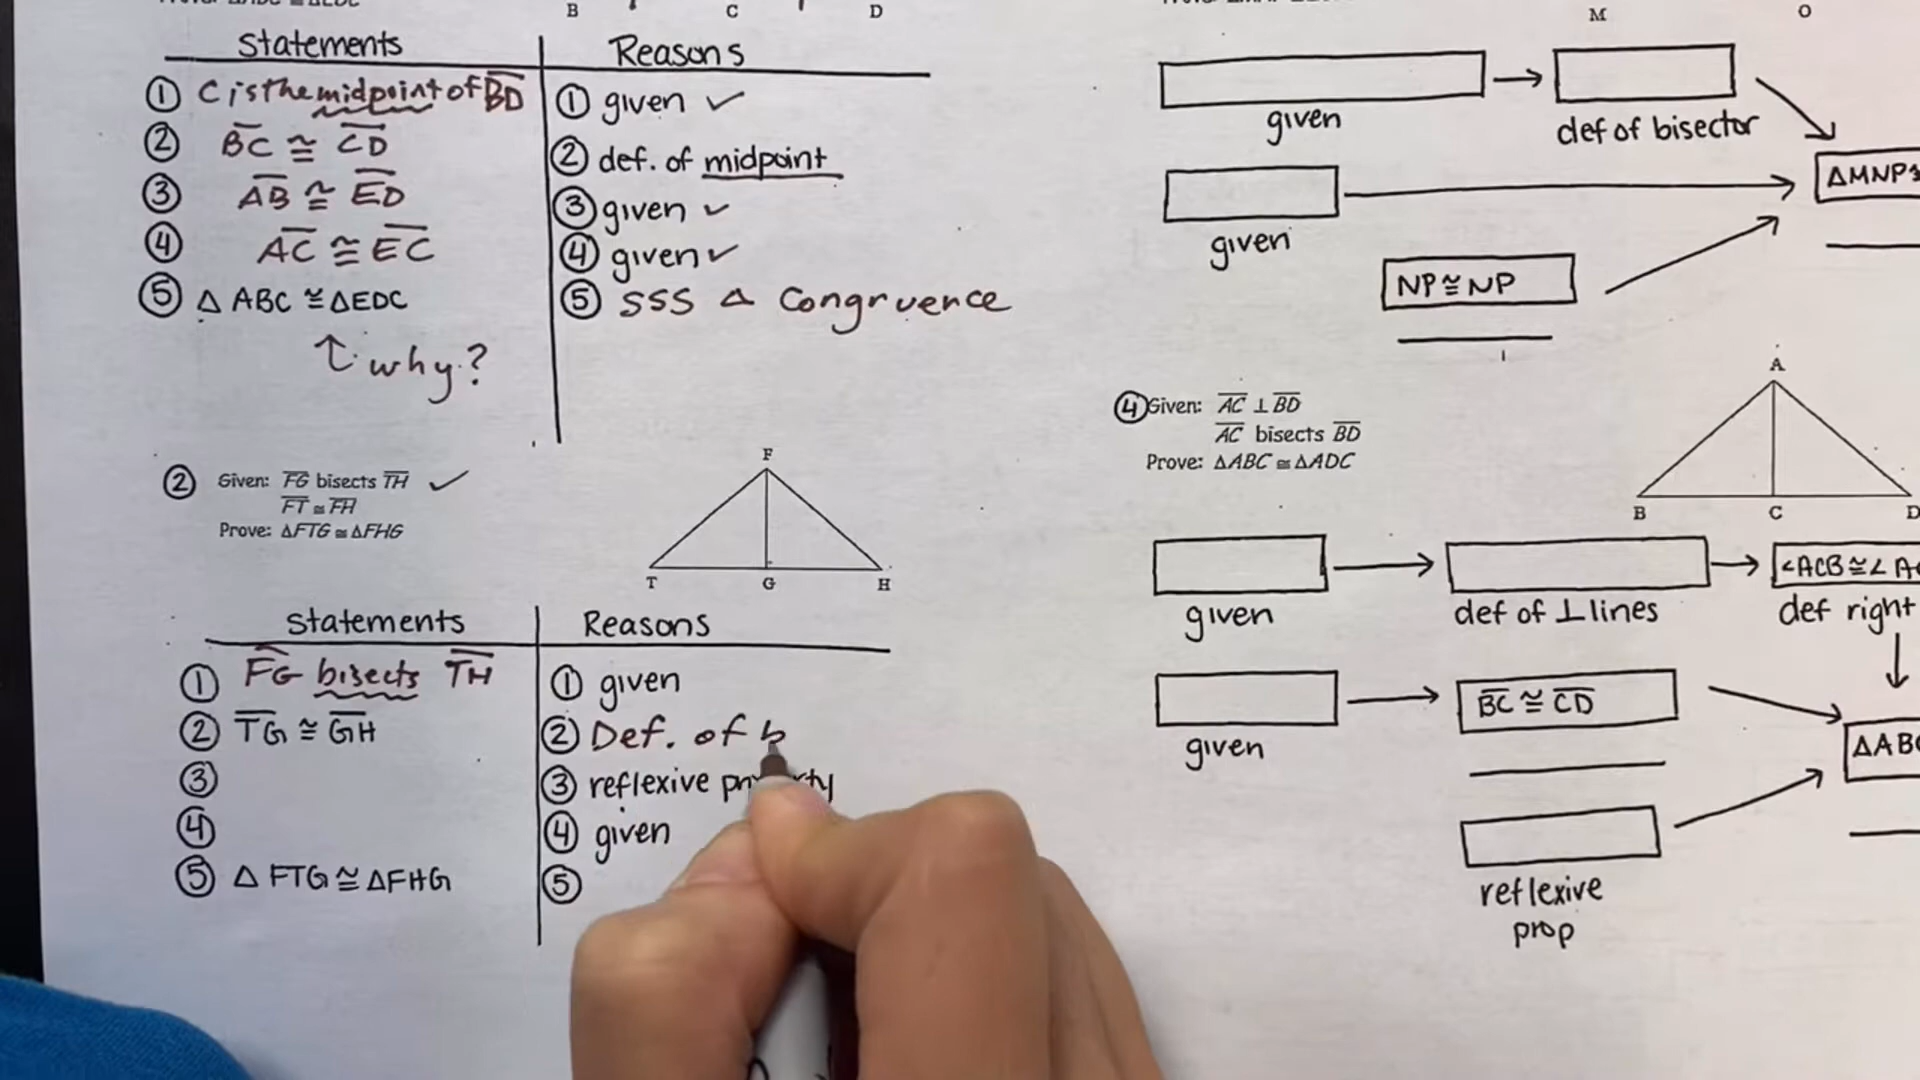 B C D
Statements Reasons
① C is the midpoint of BD ① given ✓
② BC ≅ CD ② def. of midpoint
③ AB ≅ ED ③ given ✓
④ AC ≅ EC ④ given ✓
⑤ △ ABC ≅ △EDC ⑤ SSS △ Congruence
why?
② Given: FG bisects TH ✓
FT ≅ FH
Prove: △FTG ≅ △FHG
F
T G H
Statements Reasons
① FG bisects TH ① given
② TG ≅ GH ② Def. of b
③ ③ reflexive
④ ④ given
⑤ △ FTG ≅ △FHG ⑤
M O
given
def of bisector
△MNP≅
given
NP ≅ NP
④ Given: AC ⊥ BD
AC bisects BD
Prove: △ABC ≅ △ADC
A
B C D
given
def of ⊥ lines
∠ACB ≅ ∠
def right
given
BC ≅ CD
△AB
reflexive
prop